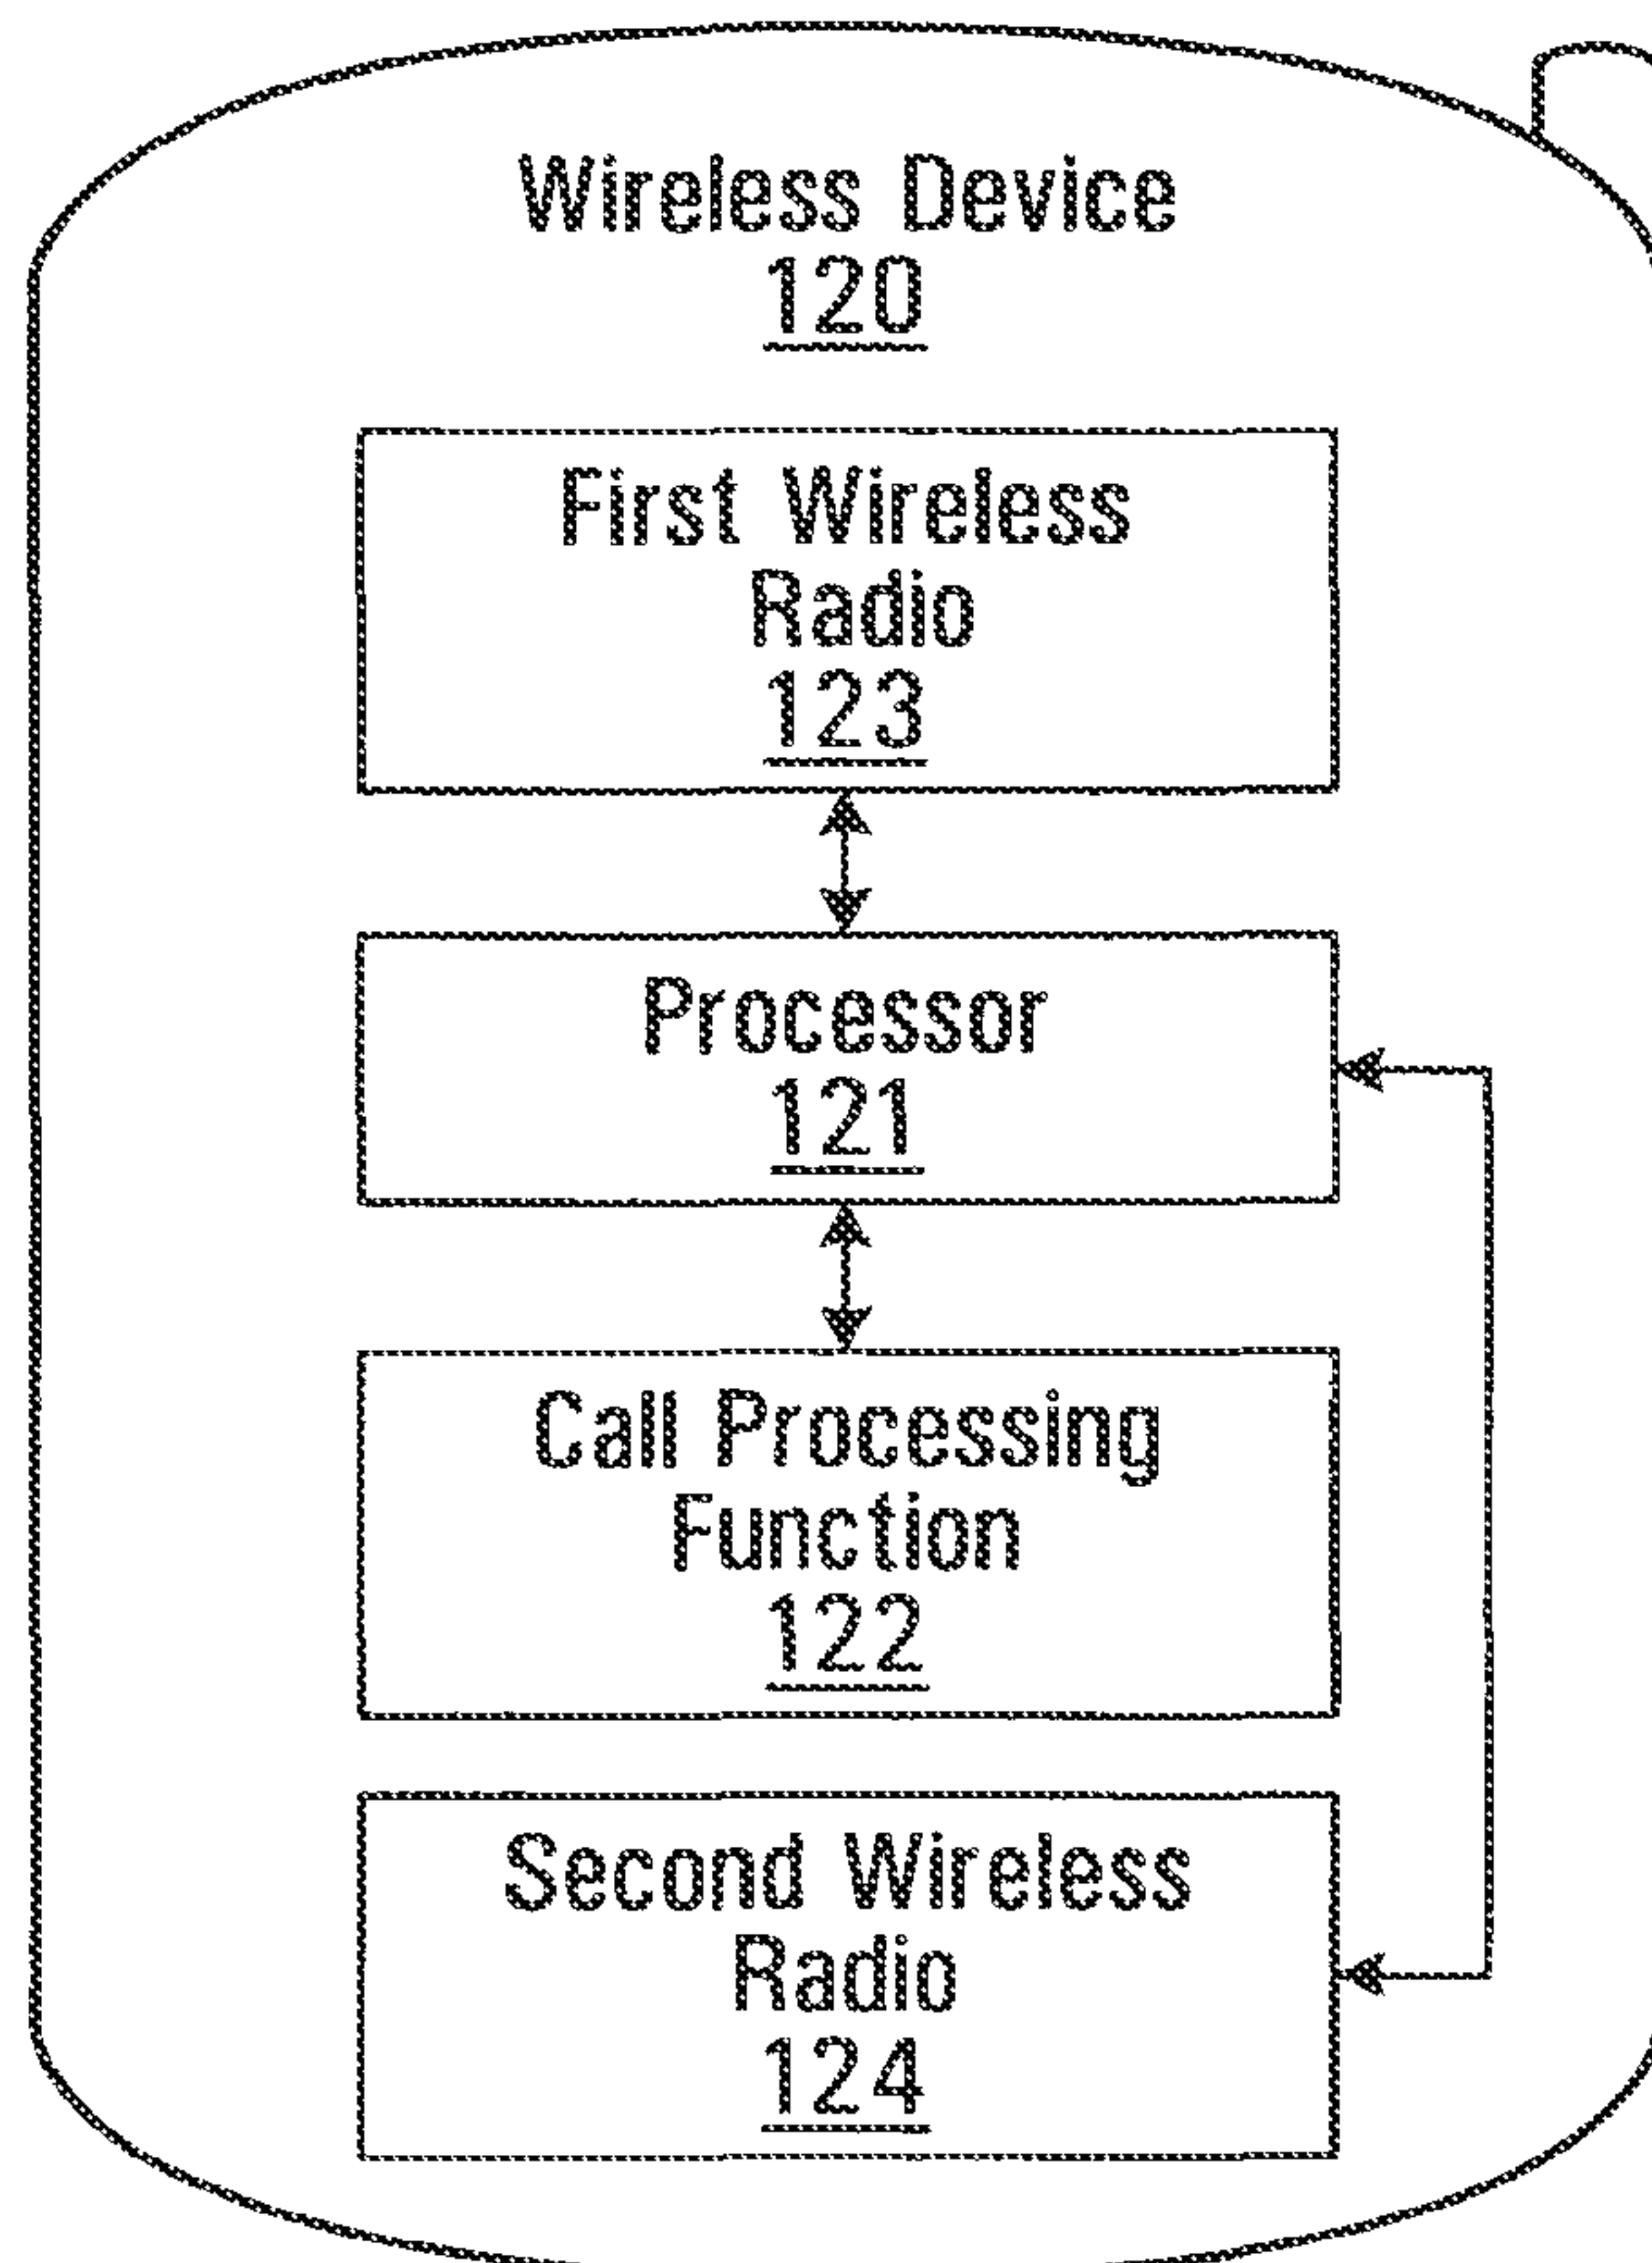 Wireless Device
120
First Wireless
Radio
123
Processor
121
Call Processing
Function
122
Second Wireless
Radio
124